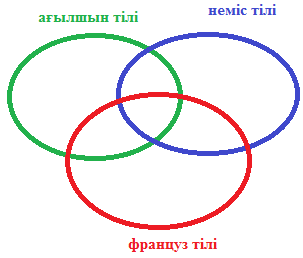 ағылшын тілі
неміс тілі
француз тілі